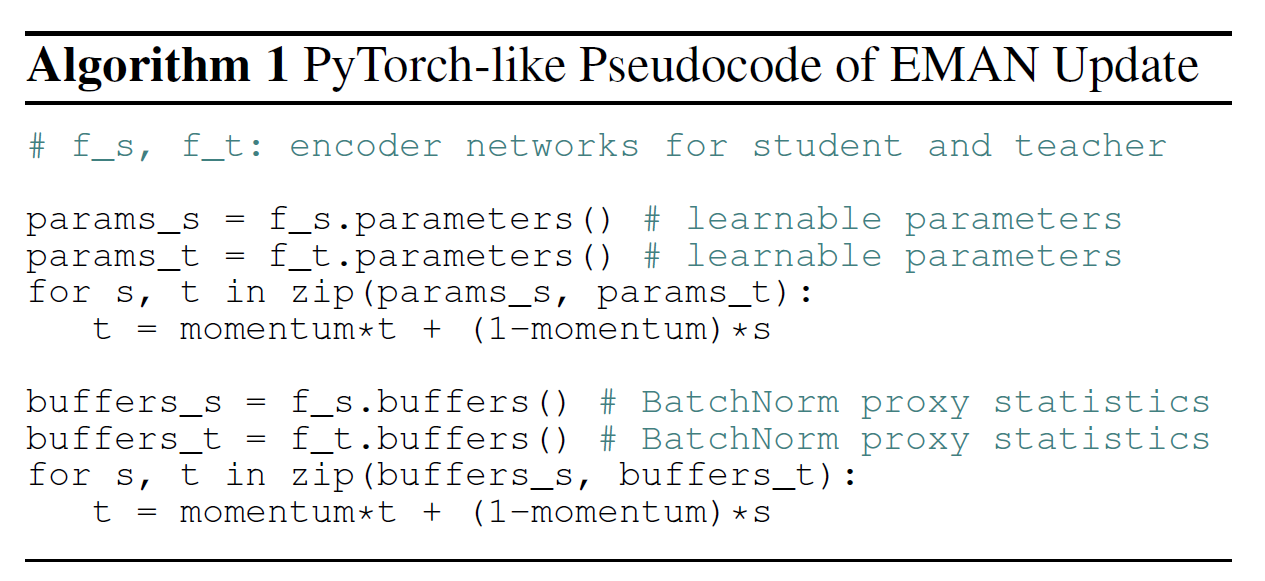 Algorithm 1 PyTorch-like Pseudocode of EMAN Update
# f_s, f_t: encoder networks for student and teacher
params_s = f_s.parameters() # learnable parameters
params_t = f_t.parameters() # learnable parameters
for s, t in zip(params_s, params_t):
   t = momentum*t + (1-momentum)*s
buffers_s = f_s.buffers() # BatchNorm proxy statistics
buffers_t = f_t.buffers() # BatchNorm proxy statistics
for s, t in zip(buffers_s, buffers_t):
   t = momentum*t + (1-momentum)*s